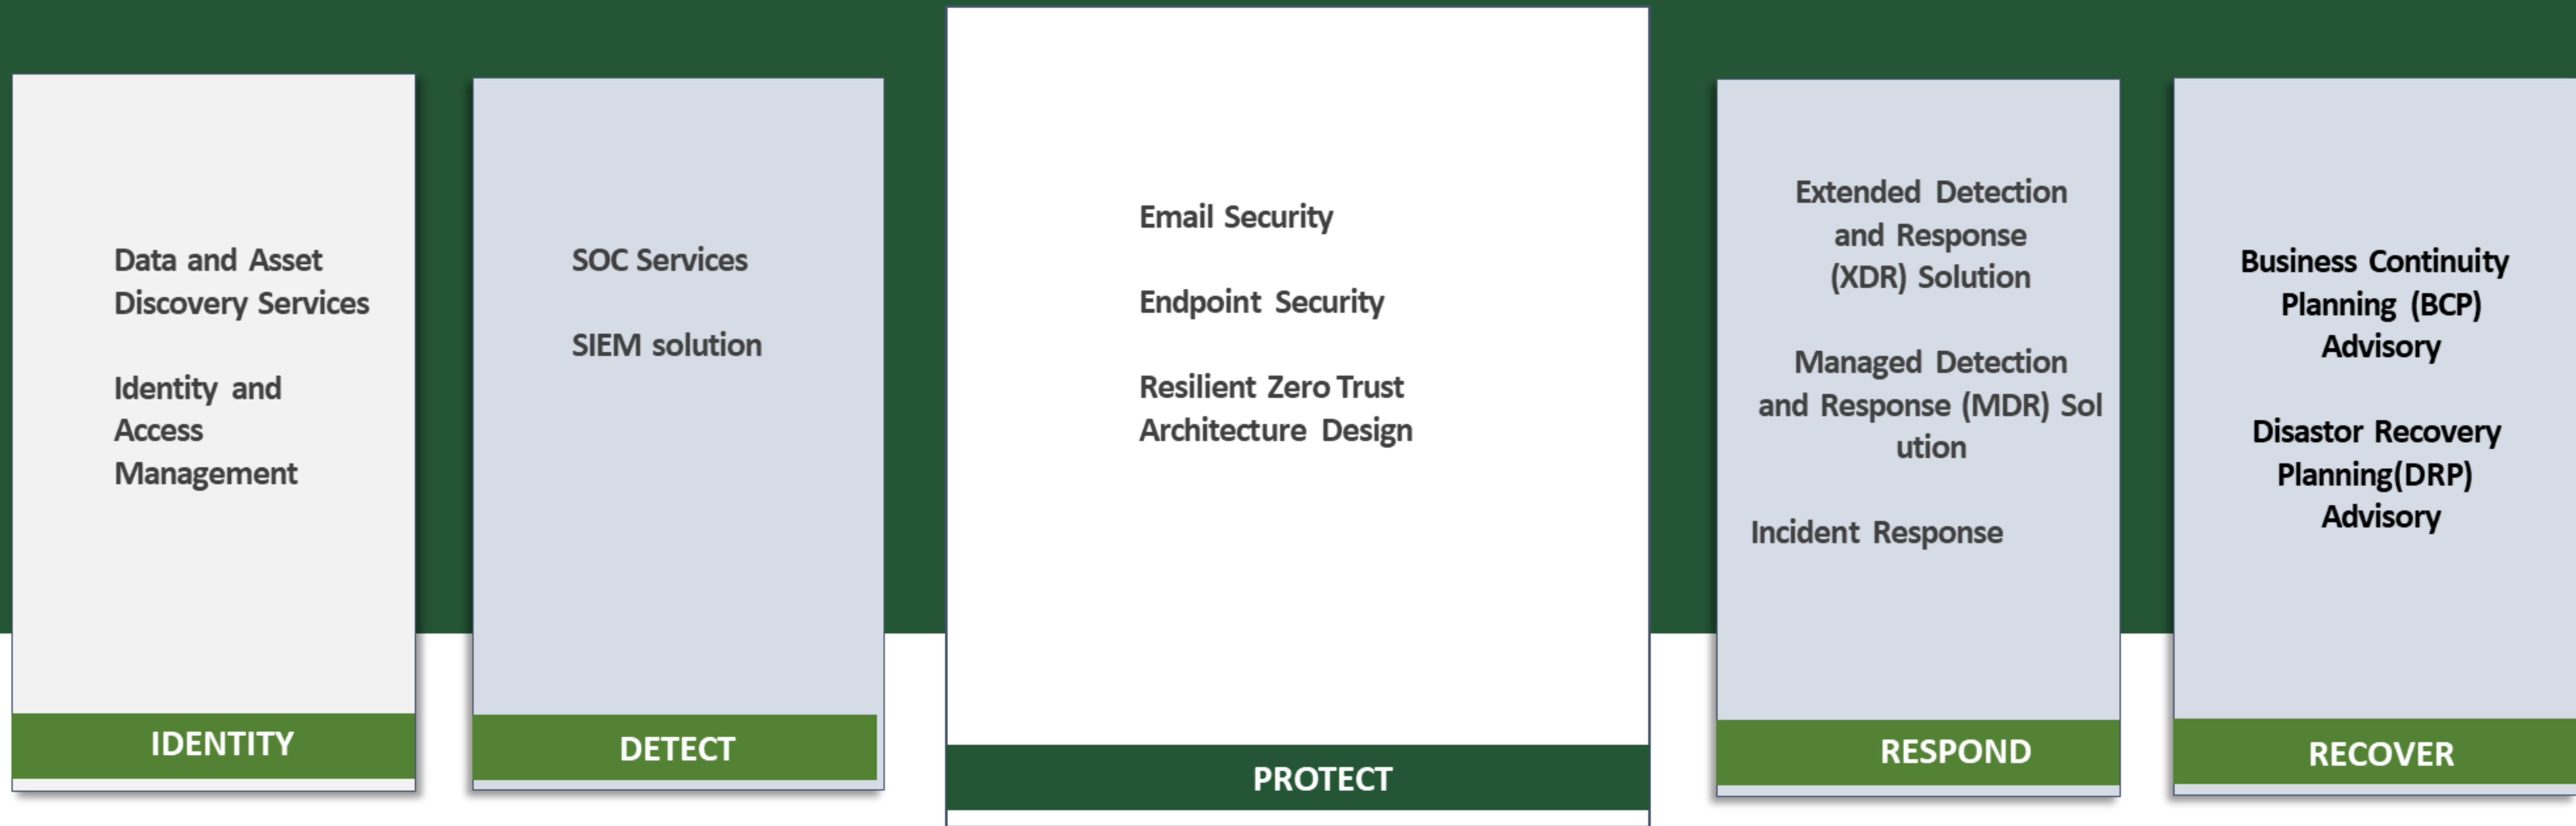 Data and Asset
Discovery Services
Identity and
Access
Management
IDENTITY
SOC Services
SIEM solution
DETECT
Email Security
Endpoint Security
Resilient Zero Trust
Architecture Design
PROTECT
Extended Detection
and Response
(XDR) Solution
Managed Detection
and Response (MDR) Sol
ution
Incident Response
RESPOND
Business Continuity
Planning (BCP)
Advisory
Disastor Recovery
Planning(DRP)
Advisory
RECOVER